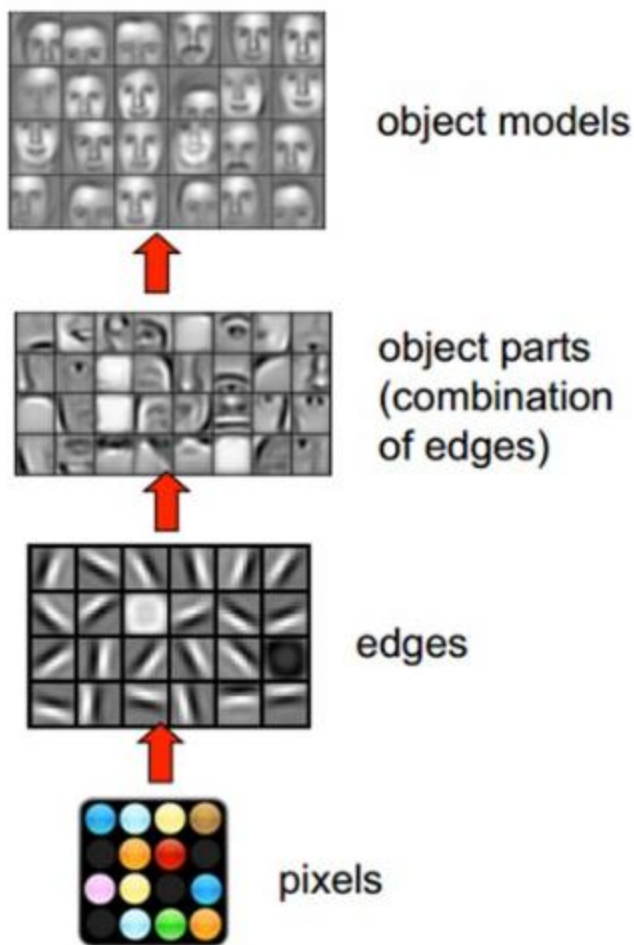 object models
object parts
(combination
of edges)
edges
pixels